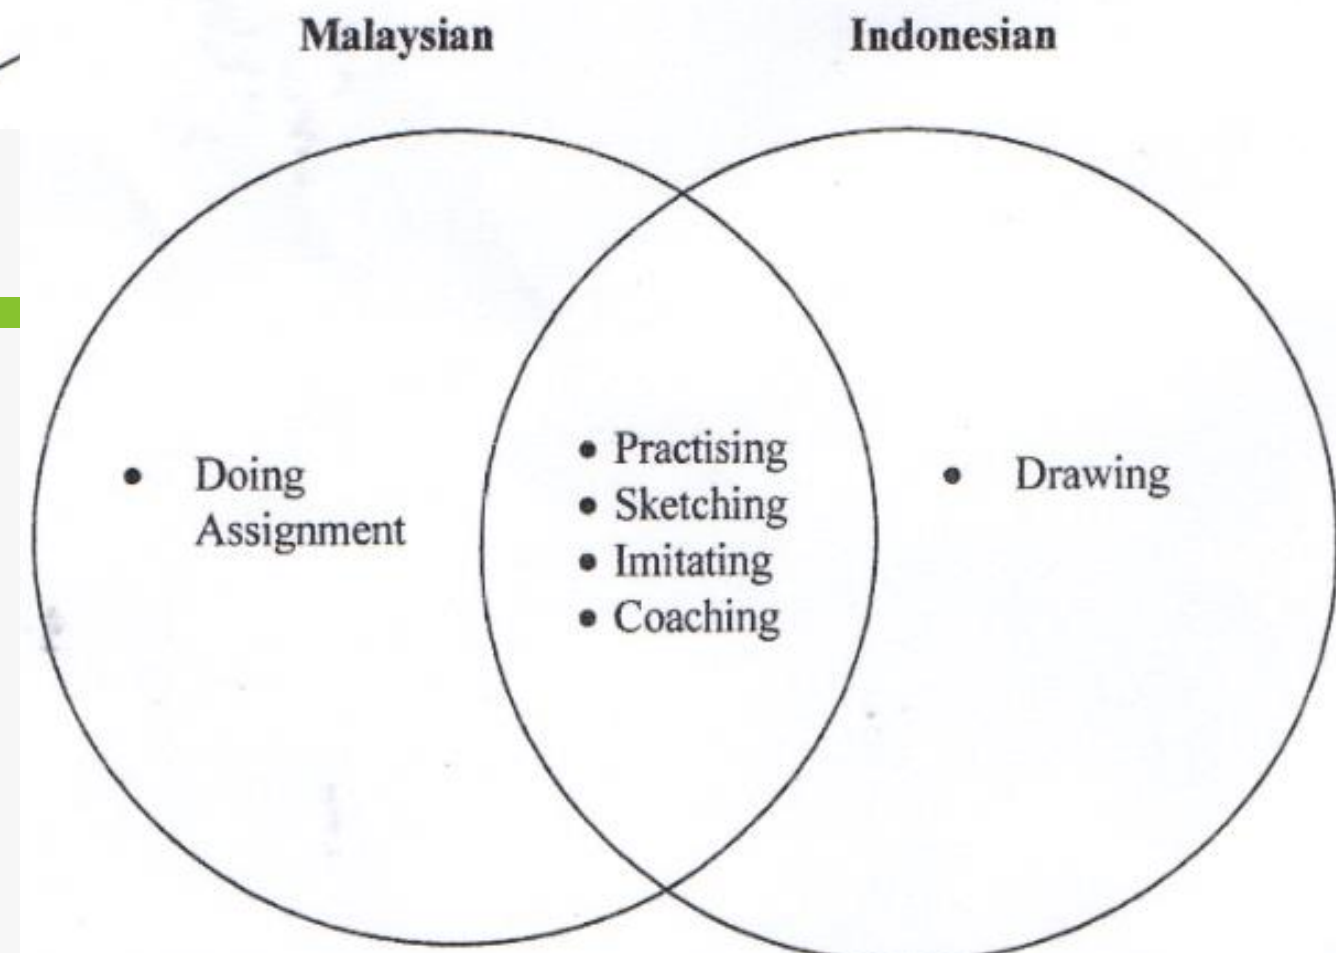 Malaysian
Indonesian
• Doing
Assignment
• Practising
• Sketching
• Imitating
• Coaching
• Drawing